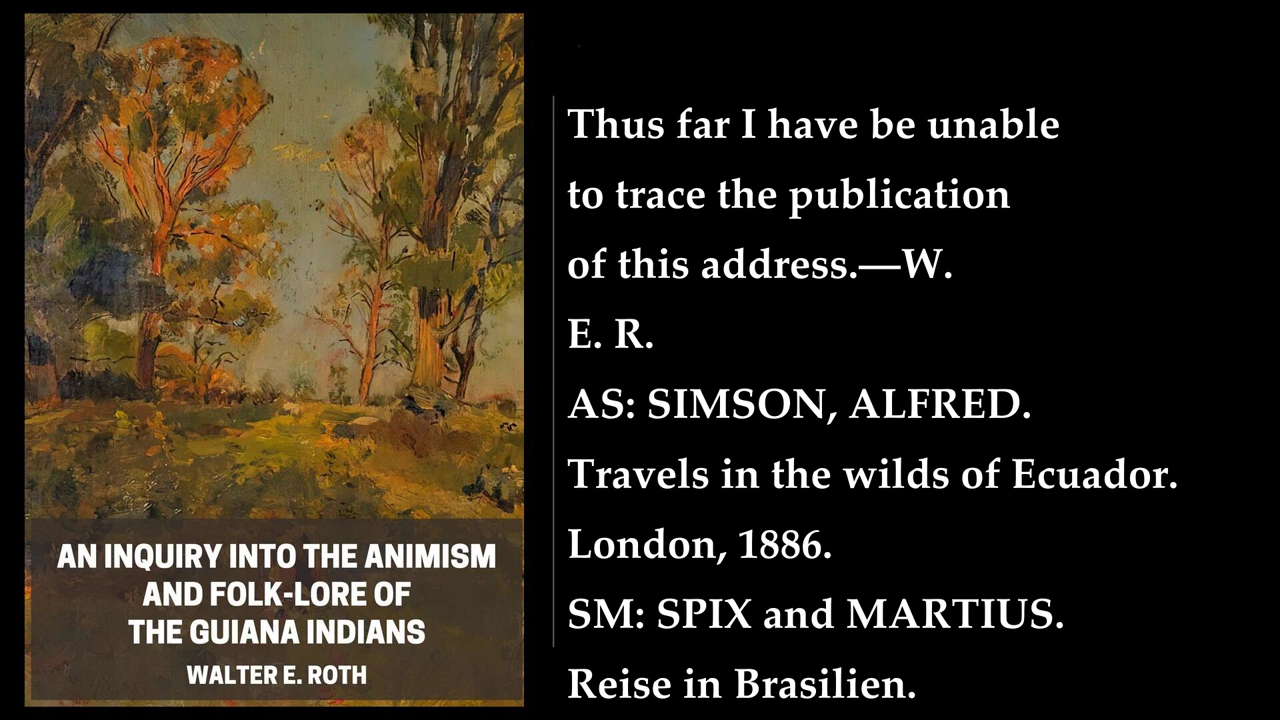 AN INQUIRY INTO THE ANIMISM
AND FOLK-LORE OF
THE GUIANA INDIANS
WALTER E. ROTH
Thus far I have be unable
to trace the publication
of this address.—W.
E. R.
AS: SIMSON, ALFRED.
Travels in the wilds of Ecuador.
London, 1886.
SM: SPIX and MARTIUS.
Reise in Brasilien.